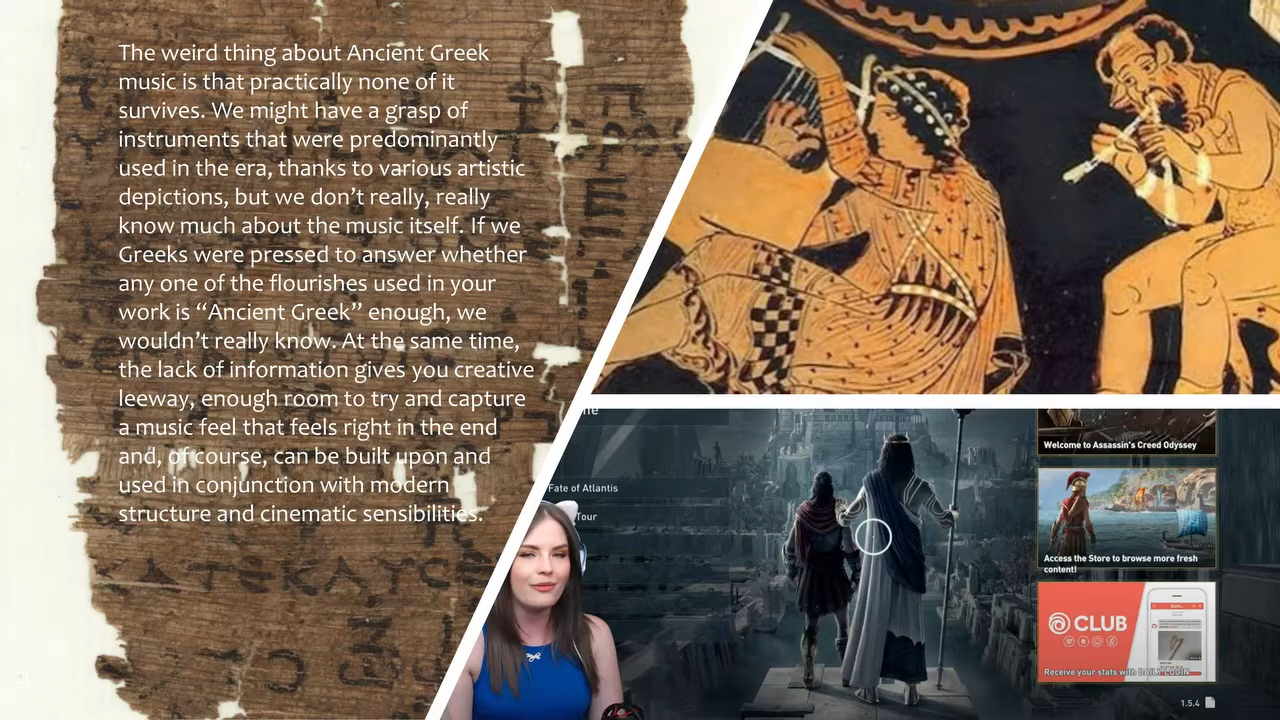 The weird thing about Ancient Greek
music is that practically none of it
survives. We might have a grasp of
instruments that were predominantly
used in the era, thanks to various artistic
depictions, but we don’t really, really
know much about the music itself. If we
Greeks were pressed to answer whether
any one of the flourishes used in your
work is “Ancient Greek” enough, we
wouldn’t really know. At the same time,
the lack of information gives you creative
leeway, enough room to try and capture
a music feel that feels right in the end
and, of course, can be built upon and
used in conjunction with modern
structure and cinematic sensibilities.
Fate of Atlantis
Tour
Welcome to Assassin's Creed Odyssey
Access the Store to browse more fresh
content!
CLUB
Receive your stats with DAILY LOGIN
1.5.4